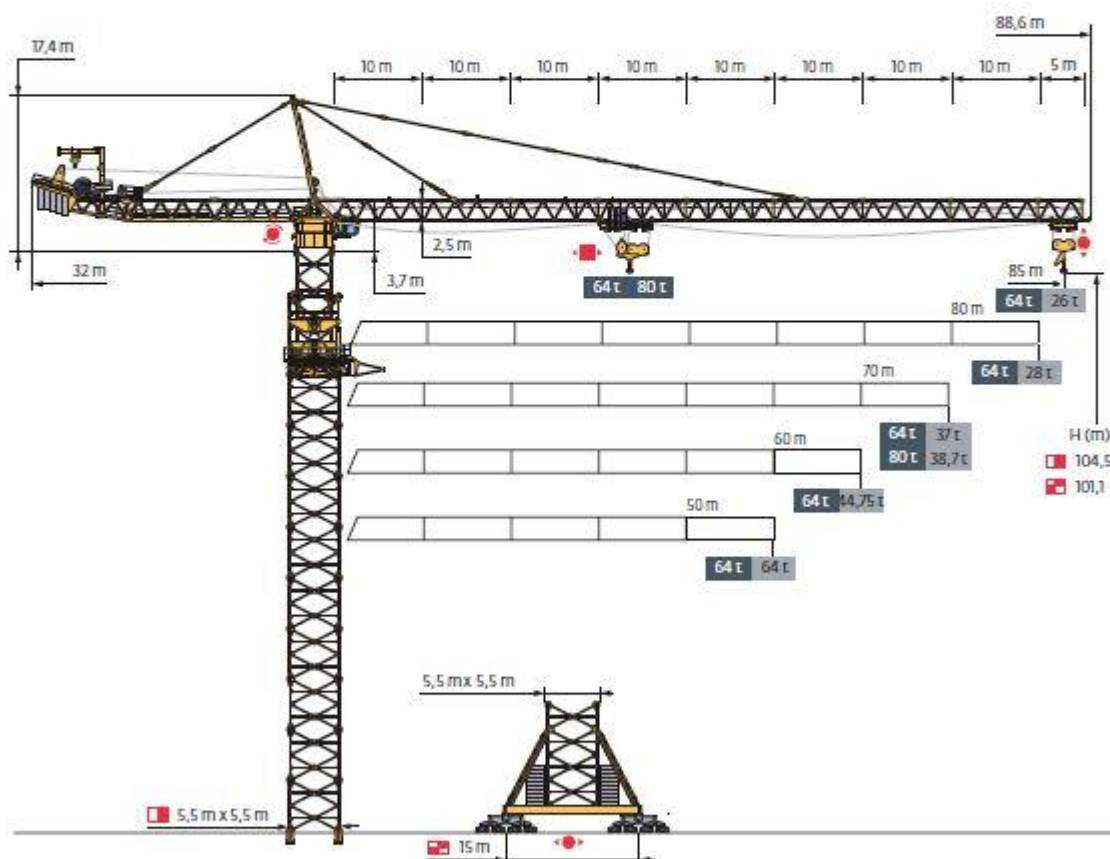 88,6 m
17,4 m
10 m 10 m 10 m 10 m 10 m 10 m 10 m 10 m 5 m
2,5 m
32 m
3,7 m
64 t 80 t
85 m
64 t 26 t
80 m
64 t 28 t
70 m
64 t 37 t
80 t 38,7 t
H (m)
104,5
101,1
60 m
64 t 44,75 t
50 m
64 t 64 t
5,5 m x 5,5 m
5,5 m x 5,5 m
15 m